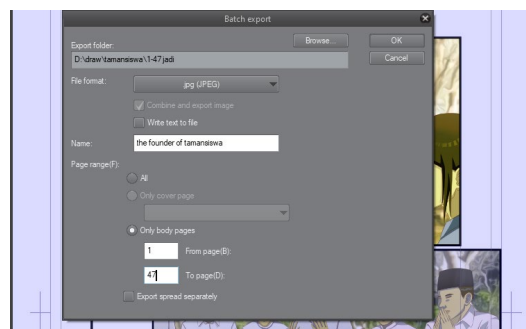 Batch export
Export folder:
Browse...
OK
D:\draw\tamansiswa\1-47 jadi
Cancel
File format:
.jpg (JPEG)
Combine and export image
Write text to file
Name:
the founder of tamansiswa
Page range(F):
All
Only cover page
Only body pages
1
From page(B):
47
To page(D):
Export spread separately